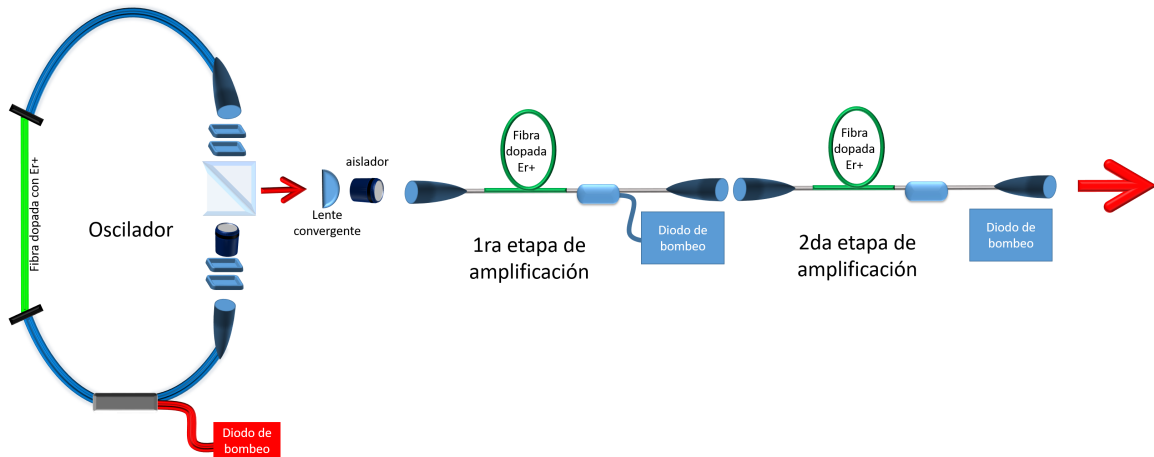 Fibra dopada con Er+
Oscilador
Diodo de
bombeo
Lente
convergente
aislador
Fibra
dopada
Er+
1ra etapa de
amplificación
Diodo de
bombeo
Fibra
dopada
Er+
2da etapa de
amplificación
Diodo de
bombeo